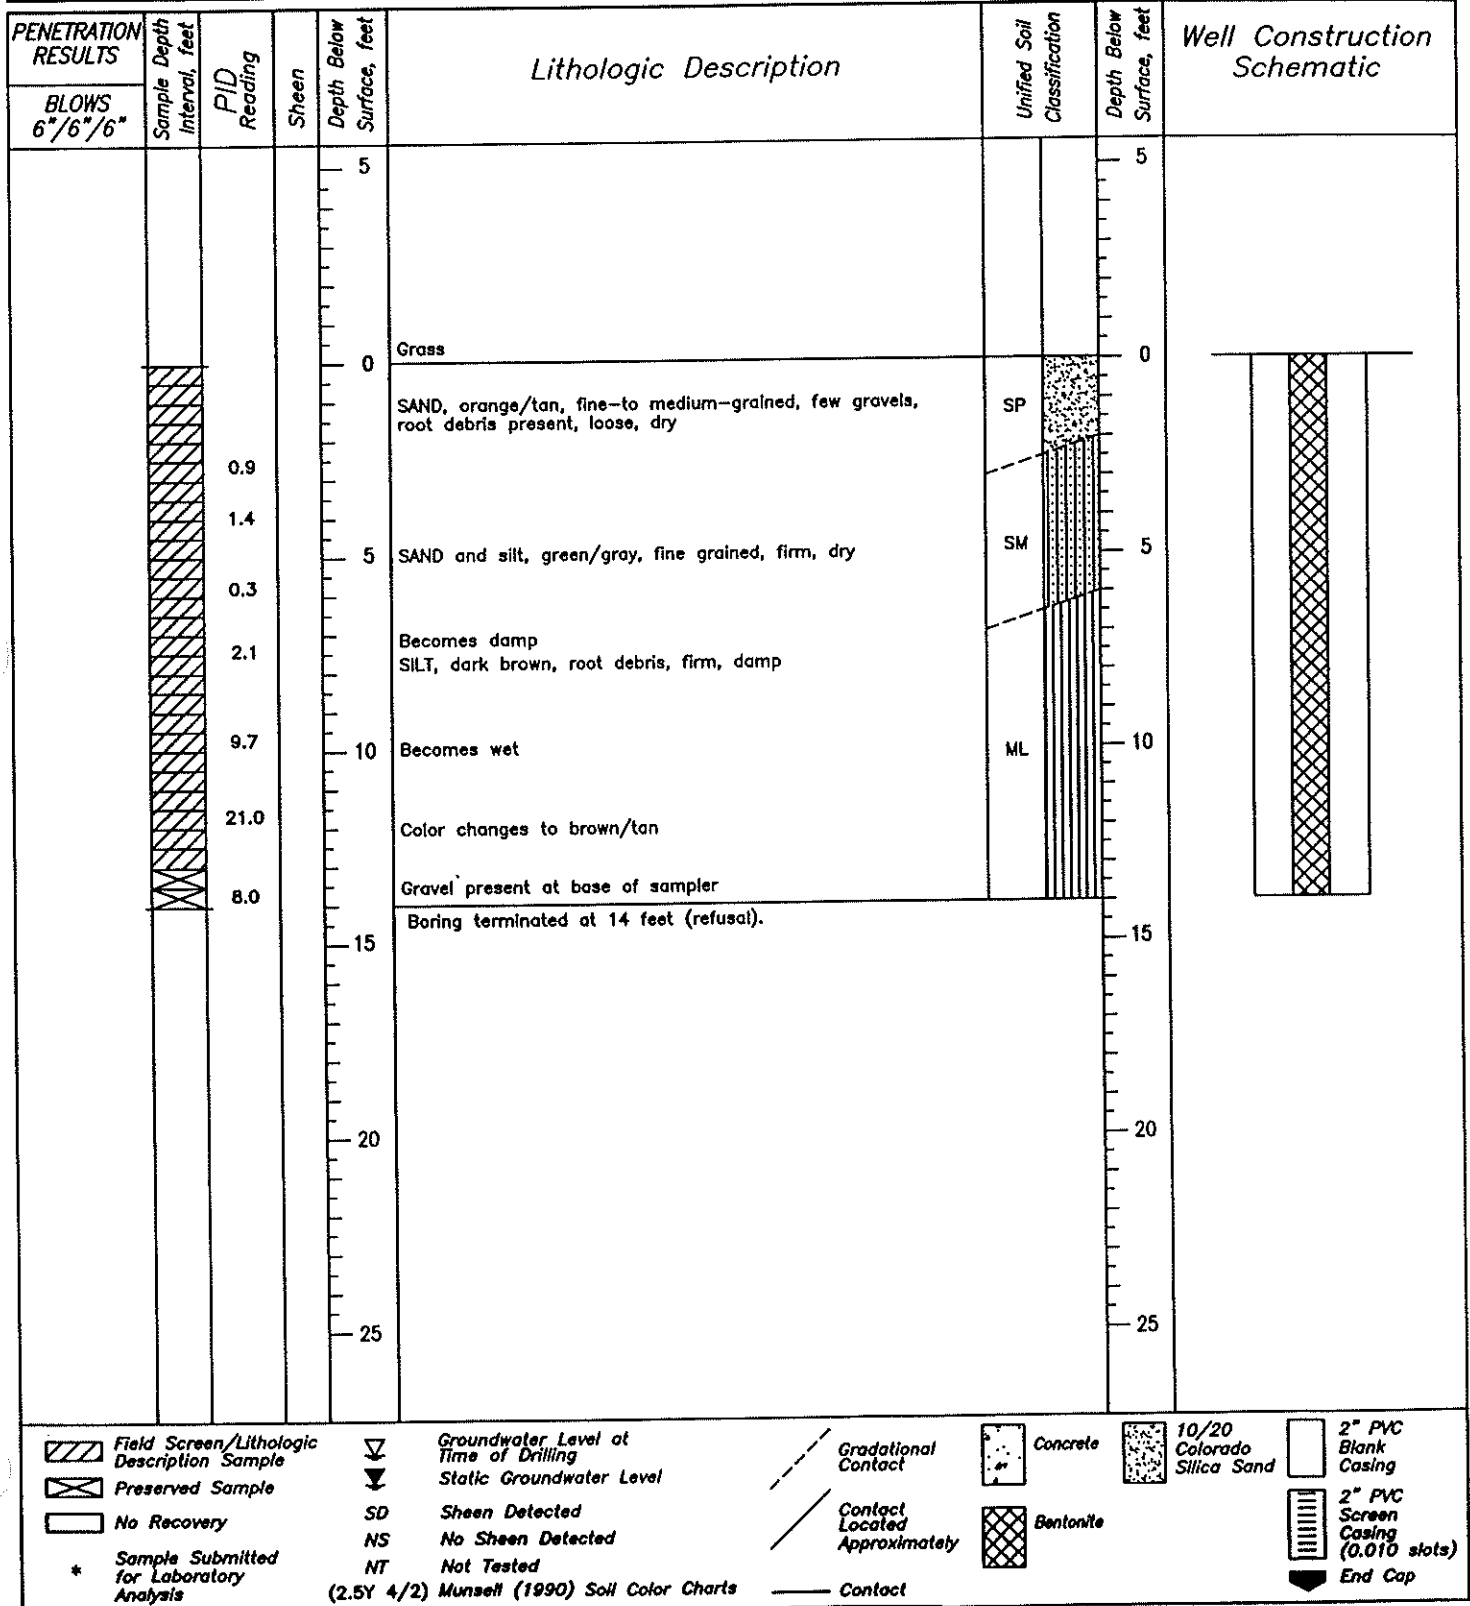 PENETRATION
RESULTS
BLOWS
6"/6"/6"
Sample Depth
Interval, feet
PID
Reading
Sheen
Depth Below
Surface, feet
Lithologic Description
Unified Soil
Classification
Depth Below
Surface, feet
Well Construction
Schematic
5
5
Grass
0
0
SAND, orange/tan, fine-to medium-grained, few gravels,
root debris present, loose, dry
SP
0.9
1.4
5
SAND and silt, green/gray, fine grained, firm, dry
SM
5
0.3
Becomes damp
2.1
SILT, dark brown, root debris, firm, damp
9.7
10
Becomes wet
ML
10
21.0
Color changes to brown/tan
8.0
Gravel present at base of sampler
Boring terminated at 14 feet (refusal).
15
15
20
20
25
25
Field Screen/Lithologic
Description Sample
Preserved Sample
No Recovery
* Sample Submitted
for Laboratory
Analysis
Groundwater Level at
Time of Drilling
Static Groundwater Level
SD Sheen Detected
NS No Sheen Detected
NT Not Tested
(2.5Y 4/2) Munsell (1990) Soil Color Charts
Gradational
Contact
Contact
Located
Approximately
Contact
Concrete
Bentonite
10/20
Colorado
Silica Sand
2" PVC
Blank
Casing
2" PVC
Screen
Casing
(0.010 slots)
End Cap